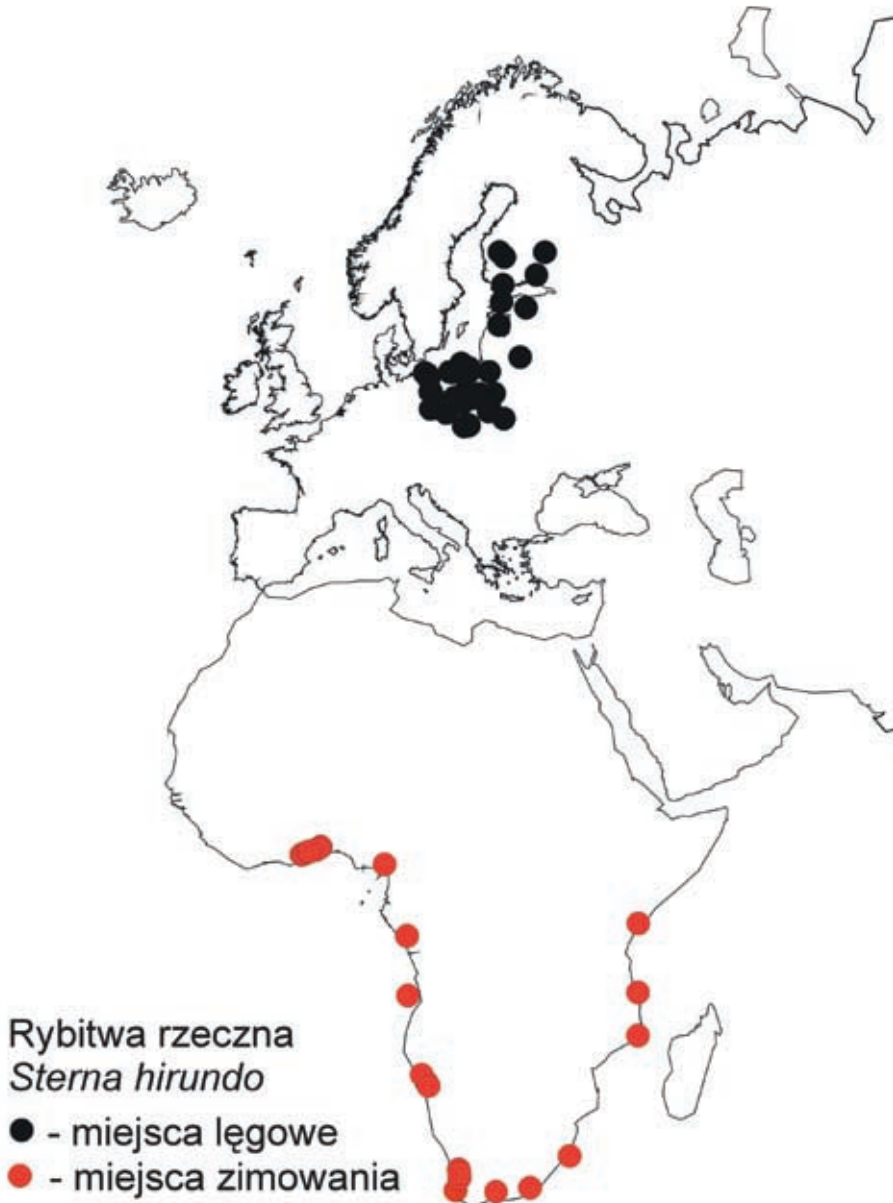 Rybitwa rzeczna
Sterna hirundo
- miejsca lęgowe
- miejsca zimowania